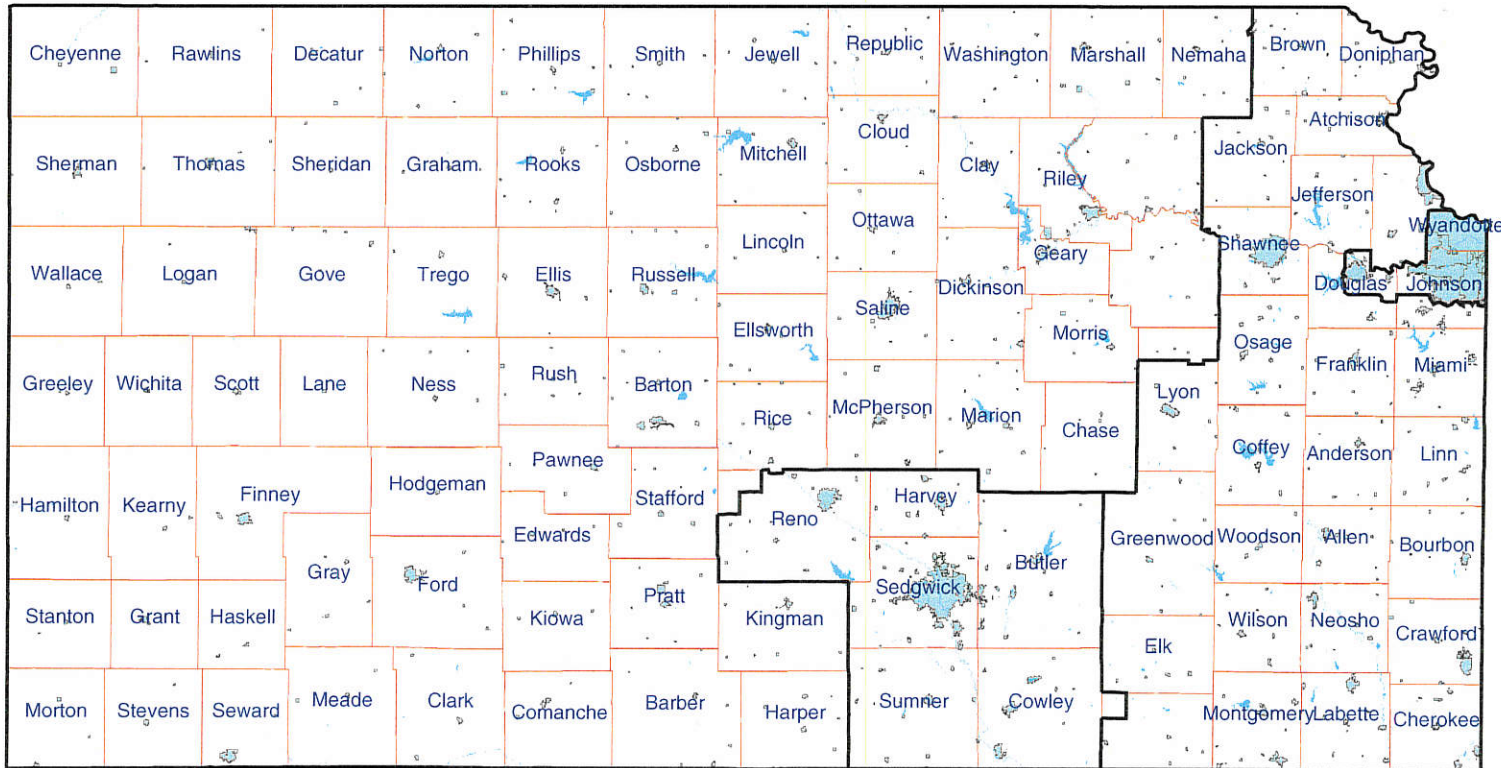 Cheyenne Rawlins Decatur Norton Phillips Smith Jewell Republic Washington Marshall Nemaha Brown Doniphan
Atchison
Cloud
Sherman Thomas Sheridan Graham Rooks Osborne Mitchell Clay Riley Jackson
Jefferson
Ottawa
Lincoln Shawnee Wyandotte
Wallace Logan Gove Trego Ellis Russell Geary
Dickinson Douglas Johnson
Saline
Ellsworth Morris Osage
Greeley Wichita Scott Lane Ness Rush Barton Franklin Miami
Rice McPherson Marion Chase Lyon
Coffey Anderson Linn
Pawnee
Hamilton Kearny Finney Hodgeman Stafford Reno Harvey
Edwards Greenwood Woodson Allen Bourbon
Gray Ford Butler
Sedgwick
Pratt
Stanton Grant Haskell Kiowa Kingman Wilson Neosho Crawford
Elk
Morton Stevens Seward Meade Clark Comanche Barber Harper Sumner Cowley Montgomery Labette Cherokee